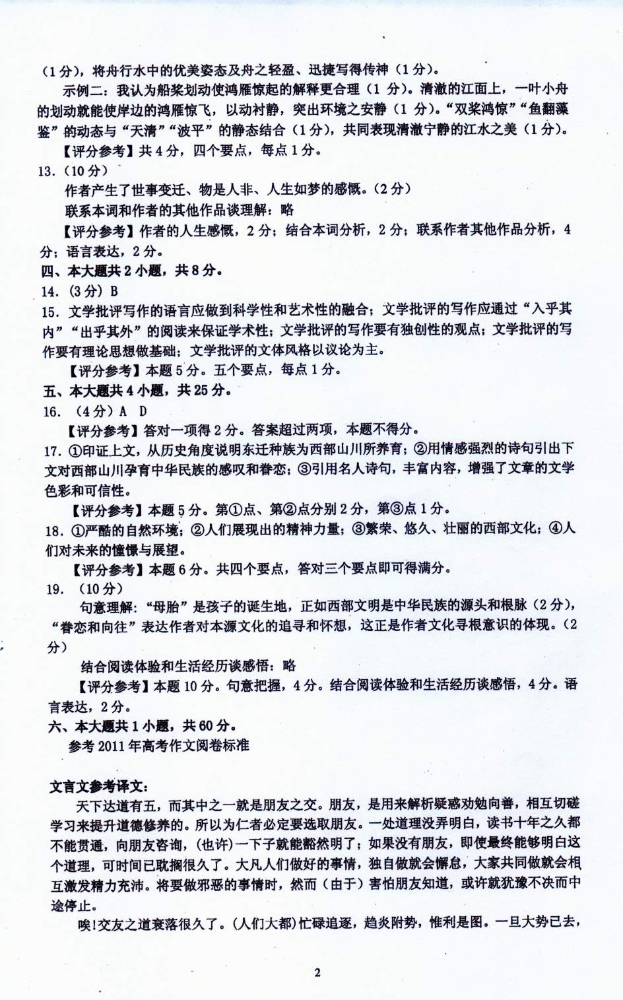 （1分），将舟行水中的优美姿态及舟之轻盈、迅捷写得传神（1分）。
示例二：我认为船桨划动使鸿雁惊起的解释更合理（1 分）。清澈的江面上，一叶小舟
的划动就能使岸边的鸿雁惊飞，以动衬静，突出环境之安静（1 分）。“双桨鸿惊”“鱼翻藻
鉴”的动态与“天清”“波平”的静态结合（1分），共同表现清澈宁静的江水之美（1分）。
【评分参考】共4分，四个要点，每点1分。
13．（10分）
作者产生了世事变迁、物是人非、人生如梦的感慨。（2分）
联系本词和作者的其他作品谈理解：略
【评分参考】作者的人生感慨，2分；结合本词分析，2分；联系作者其他作品分析，4
分；语言表达，2分。
四、本大题共2小题，共8分。
14．(3分）B
15．文学批评写作的语言应做到科学性和艺术性的融合；文学批评的写作应通过“入乎其
内”“出乎其外”的阅读来保证学术性；文学批评的写作要有独创性的观点；文学批评的写
作要有理论思想做基础；文学批评的文体风格以议论为主。
【评分参考】本题5分。五个要点，每点1分。
五、本大题共4小题，共25分。
16．（4分）A D
【评分参考】答对一项得2分。答案超过两项，本题不得分。
17．①印证上文，从历史角度说明东迁种族为西部山川所养育；②用情感强烈的诗句引出下
文对西部山川孕育中华民族的感叹和眷恋；③引用名人诗句，丰富内容，增强了文章的文学
色彩和可信性。
【评分参考】本题5分。第①点、第②点分别2分，第③点1分。
18．①严酷的自然环境；②人们展现出的精神力量；③繁荣、悠久、壮丽的西部文化；④人
们对未来的憧憬与展望。
【评分参考】本题6分。共四个要点，答对三个要点即可得满分。
19．（10分）
句意理解：“母胎”是孩子的诞生地，正如西部文明是中华民族的源头和根脉（2分），
“眷恋和向往”表达作者对本源文化的追寻和怀想，这正是作者文化寻根意识的体现。（2
分）
结合阅读体验和生活经历谈感悟：略
【评分参考】本题10分。句意把握，4分。结合阅读体验和生活经历谈感悟，4分。语
言表达，2分。
六、本大题共1小题，共60分。
参考2011年高考作文阅卷标准
文言文参考译文：
天下达道有五，而其中之一就是朋友之交。朋友，是用来解析疑惑劝勉向善，相互切磋
学习来提升道德修养的。所以为仁者必定要选取朋友。一处道理没弄明白，读书十年之久都
不能贯通，向朋友咨询，(也许)一下子就能豁然明了；如果没有朋友，即使最终能够明白这
个道理，可时间已耽搁很久了。大凡人们做好的事情，独自做就会懈怠，大家共同做就会相
互激发精力充沛。将要做邪恶的事情时，然而（由于）害怕朋友知道，或许就犹豫不决而中
途停止。
唉!交友之道衰落很久了。(人们大都)忙碌追逐，趋炎附势，惟利是图。一旦大势已去，
2